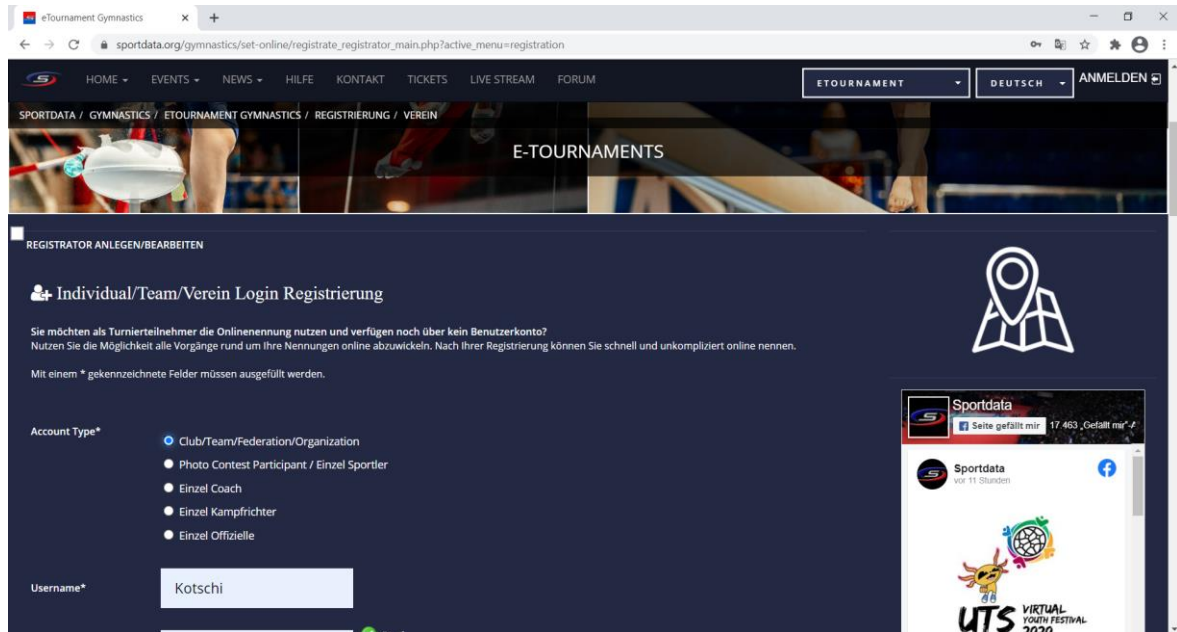 eTournament Gymnastics
sportdata.org/gymnastics/set-online/registrate_registrator_main.php?active_menu=registration
HOME EVENTS NEWS HILFE KONTAKT TICKETS LIVE STREAM FORUM
ETOURNAMENT DEUTSCH ANMELDEN
SPORTDATA / GYMNASTICS / ETOURNAMENT GYMNASTICS / REGISTRIERUNG / VEREIN
E-TOURNAMENTS
REGISTRATOR ANLEGEN/BEARBEITEN
Individual/Team/Verein Login Registrierung
Sie möchten als Turnierteilnehmer die Onlinenennung nutzen und verfügen noch über kein Benutzerkonto?
Nutzen Sie die Möglichkeit alle Vorgänge rund um Ihre Nennungen online abzuwickeln. Nach Ihrer Registrierung können Sie schnell und unkompliziert online nennen.
Mit einem * gekennzeichnete Felder müssen ausgefüllt werden.
Account Type*
Club/Team/Federation/Organization
Photo Contest Participant / Einzel Sportler
Einzel Coach
Einzel Kampfrichter
Einzel Offizielle
Username*
Kotschi
Sportdata
Seite gefällt mir 17 463 „Gefällt mir“-
Sportdata
vor 11 Stunden
UTS VIRTUAL
YOUTH FESTIVAL
2020